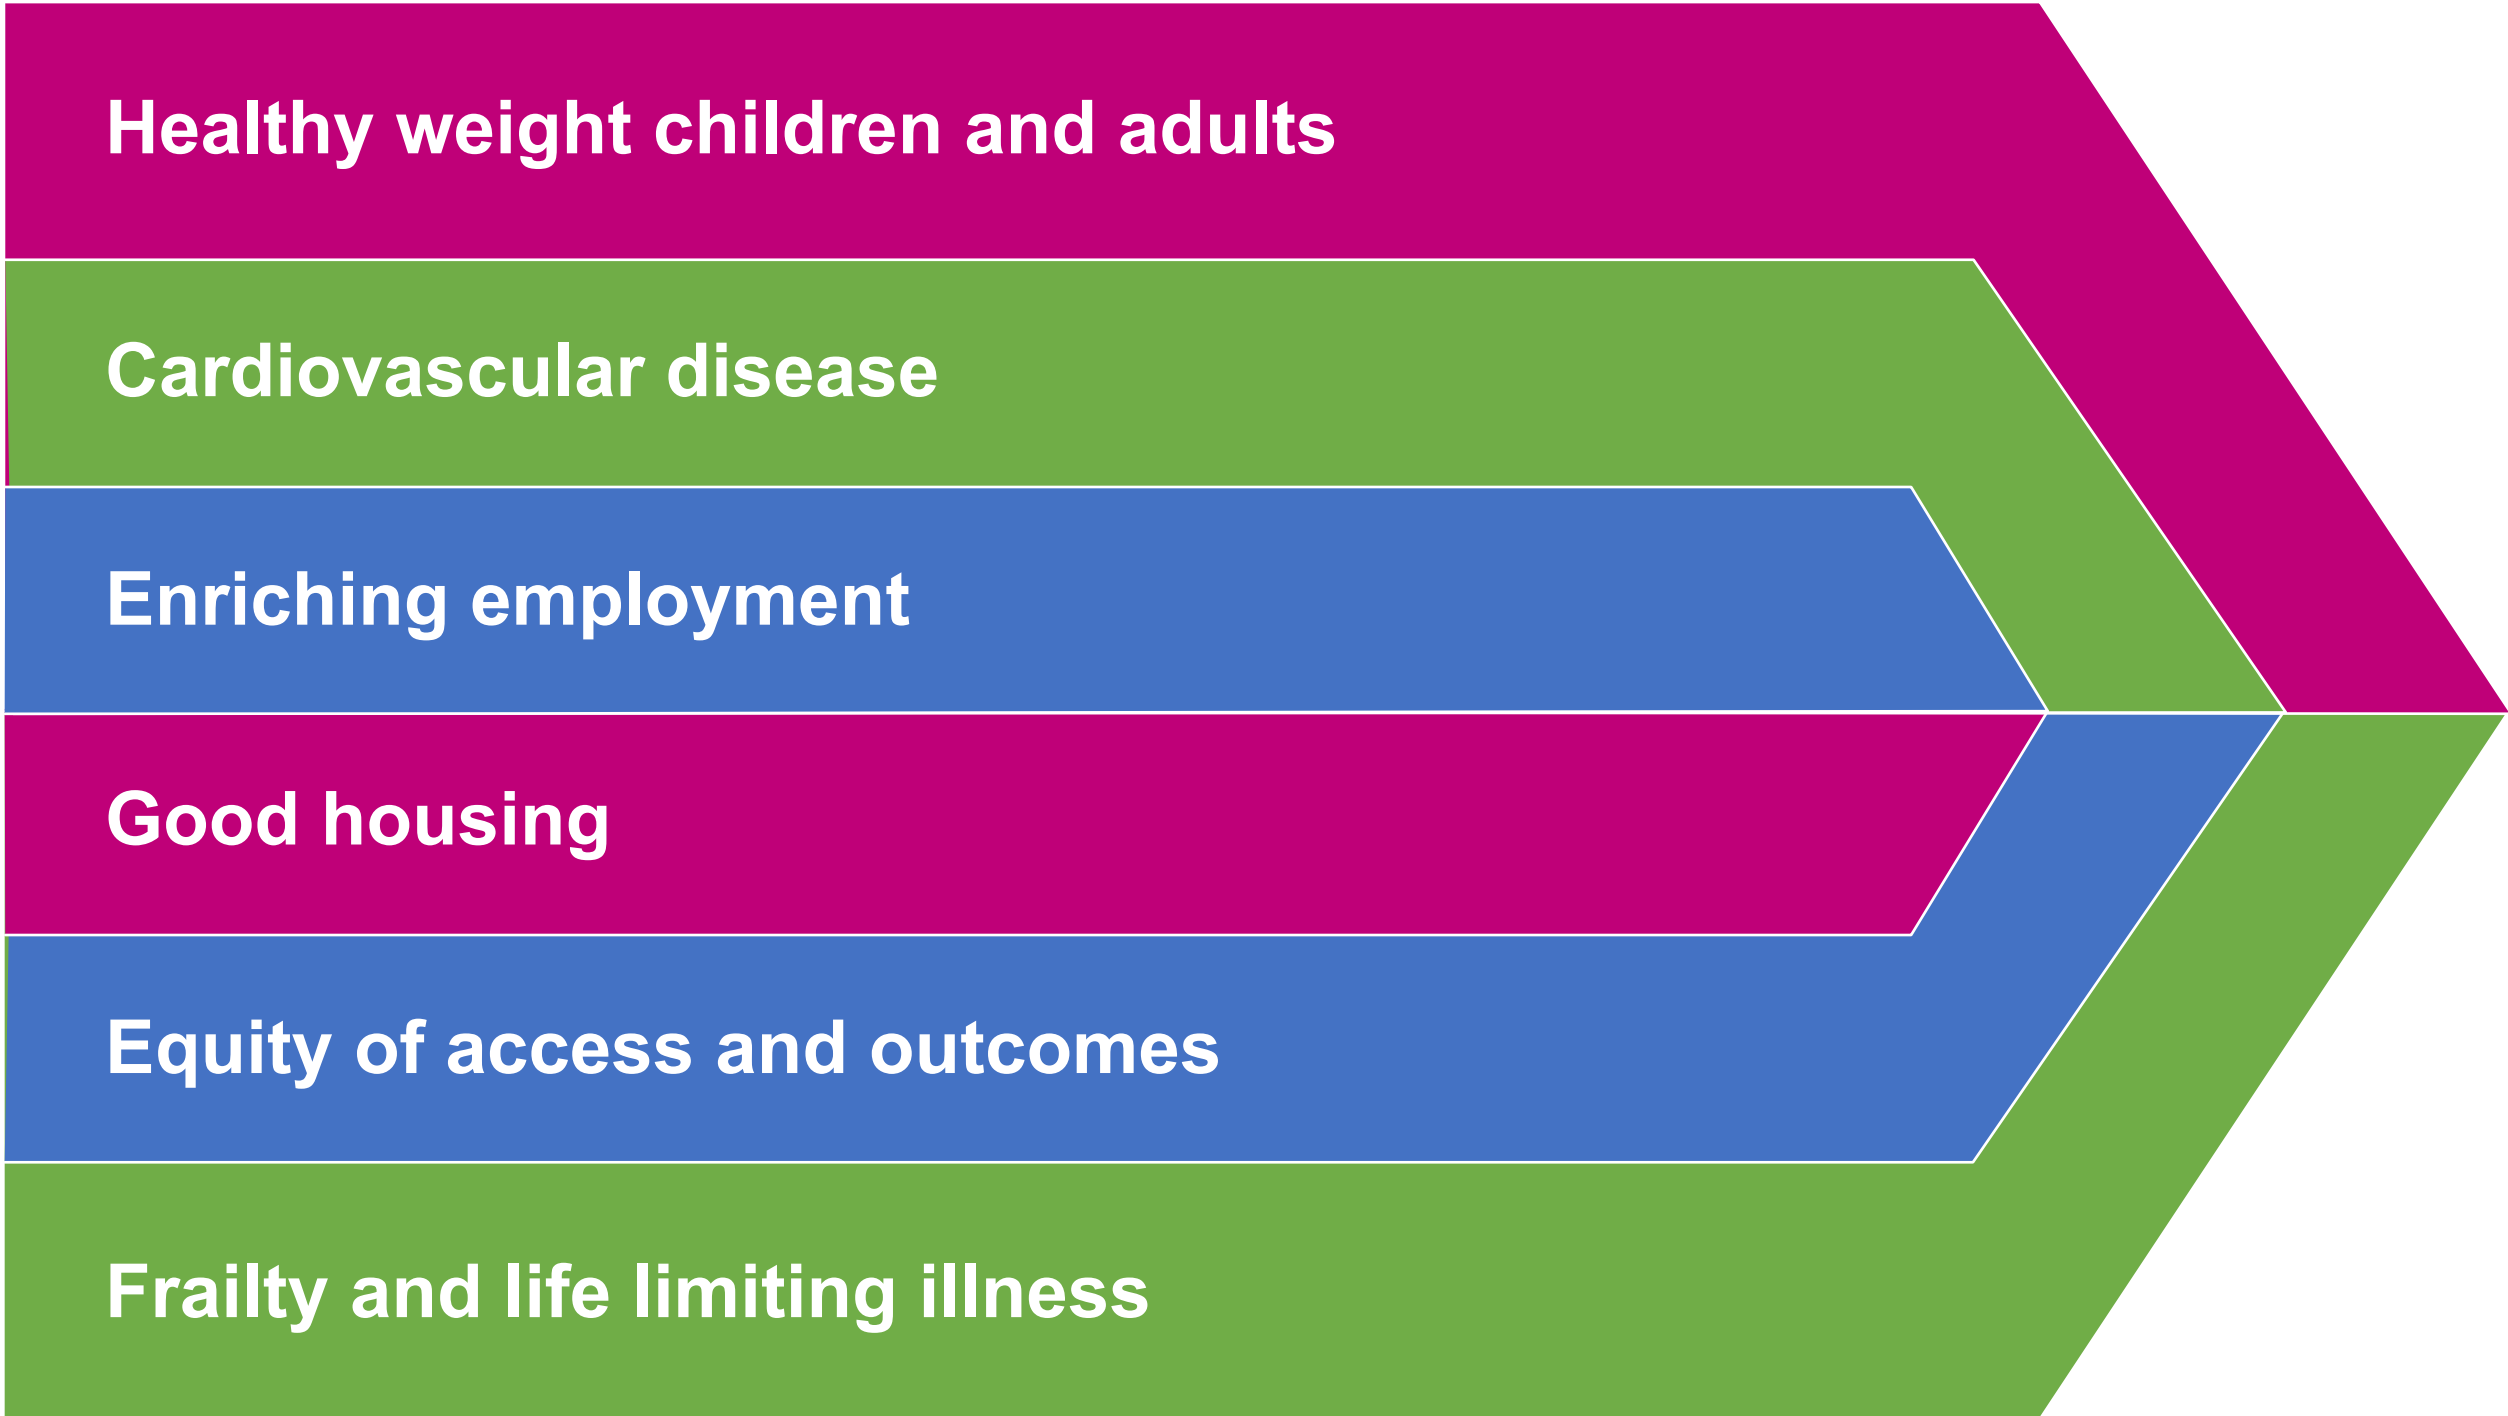 Healthy weight children and adults
Cardiovascular disease
Enriching employment
Good housing
Equity of access and outcomes
Frailty and life limiting illness